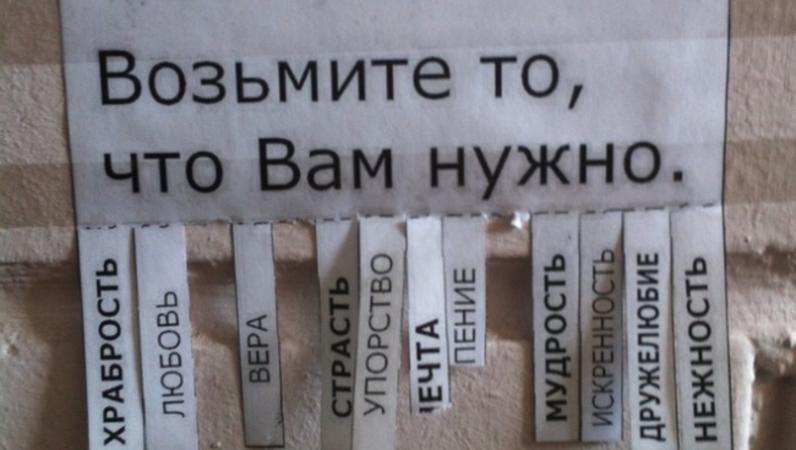 Возьмите то,
что Вам нужно.
ХРАБРОСТЬ
ЛЮБОВЬ
ВЕРА
СТРАСТЬ
УПОРСТВО
ЕЧТА
ПЕНИЕ
МУДРОСТЬ
ИСКРЕННОСТЬ
ДРУЖЕЛЮБИЕ
НЕЖНОСТЬ